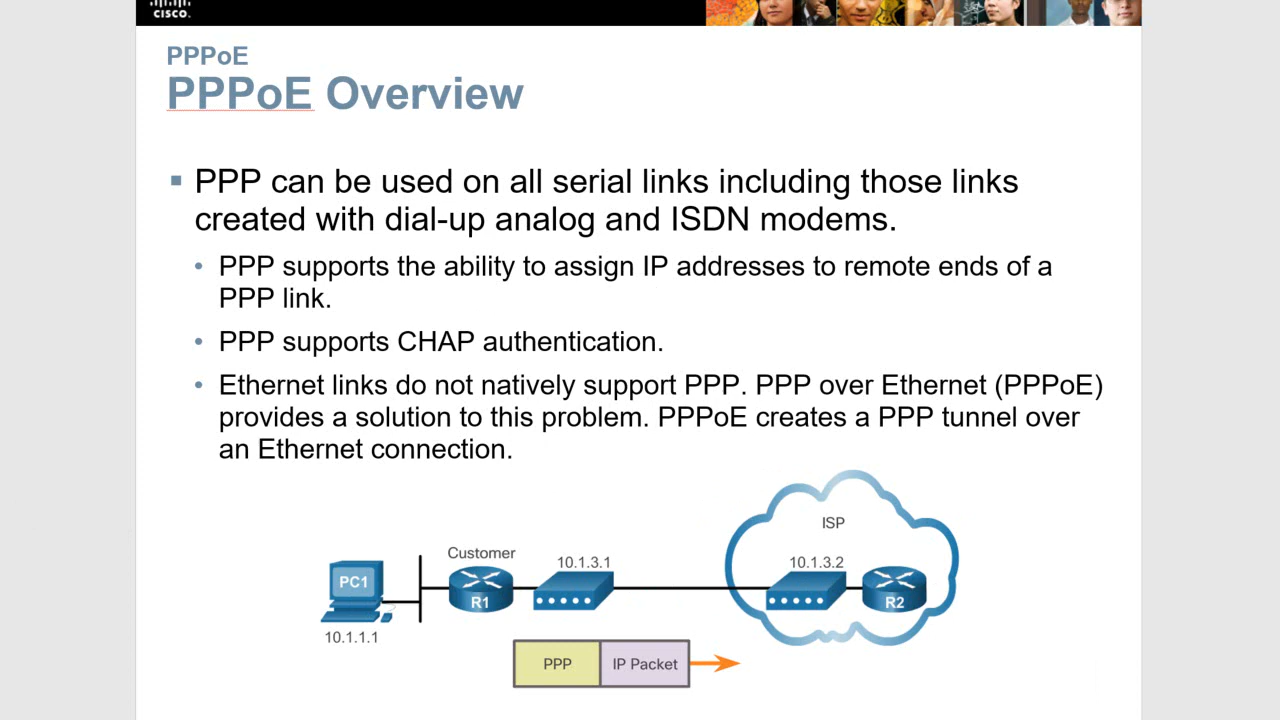 CISCO.
PPPoE
PPPoE Overview
PPP can be used on all serial links including those links
created with dial-up analog and ISDN modems.
PPP supports the ability to assign IP addresses to remote ends of a
PPP link.
PPP supports CHAP authentication.
Ethernet links do not natively support PPP. PPP over Ethernet (PPPoE)
provides a solution to this problem. PPPoE creates a PPP tunnel over
an Ethernet connection.
ISP
Customer
10.1.3.1
10.1.3.2
PC1
R1
R2
10.1.1.1
PPP
IP Packet